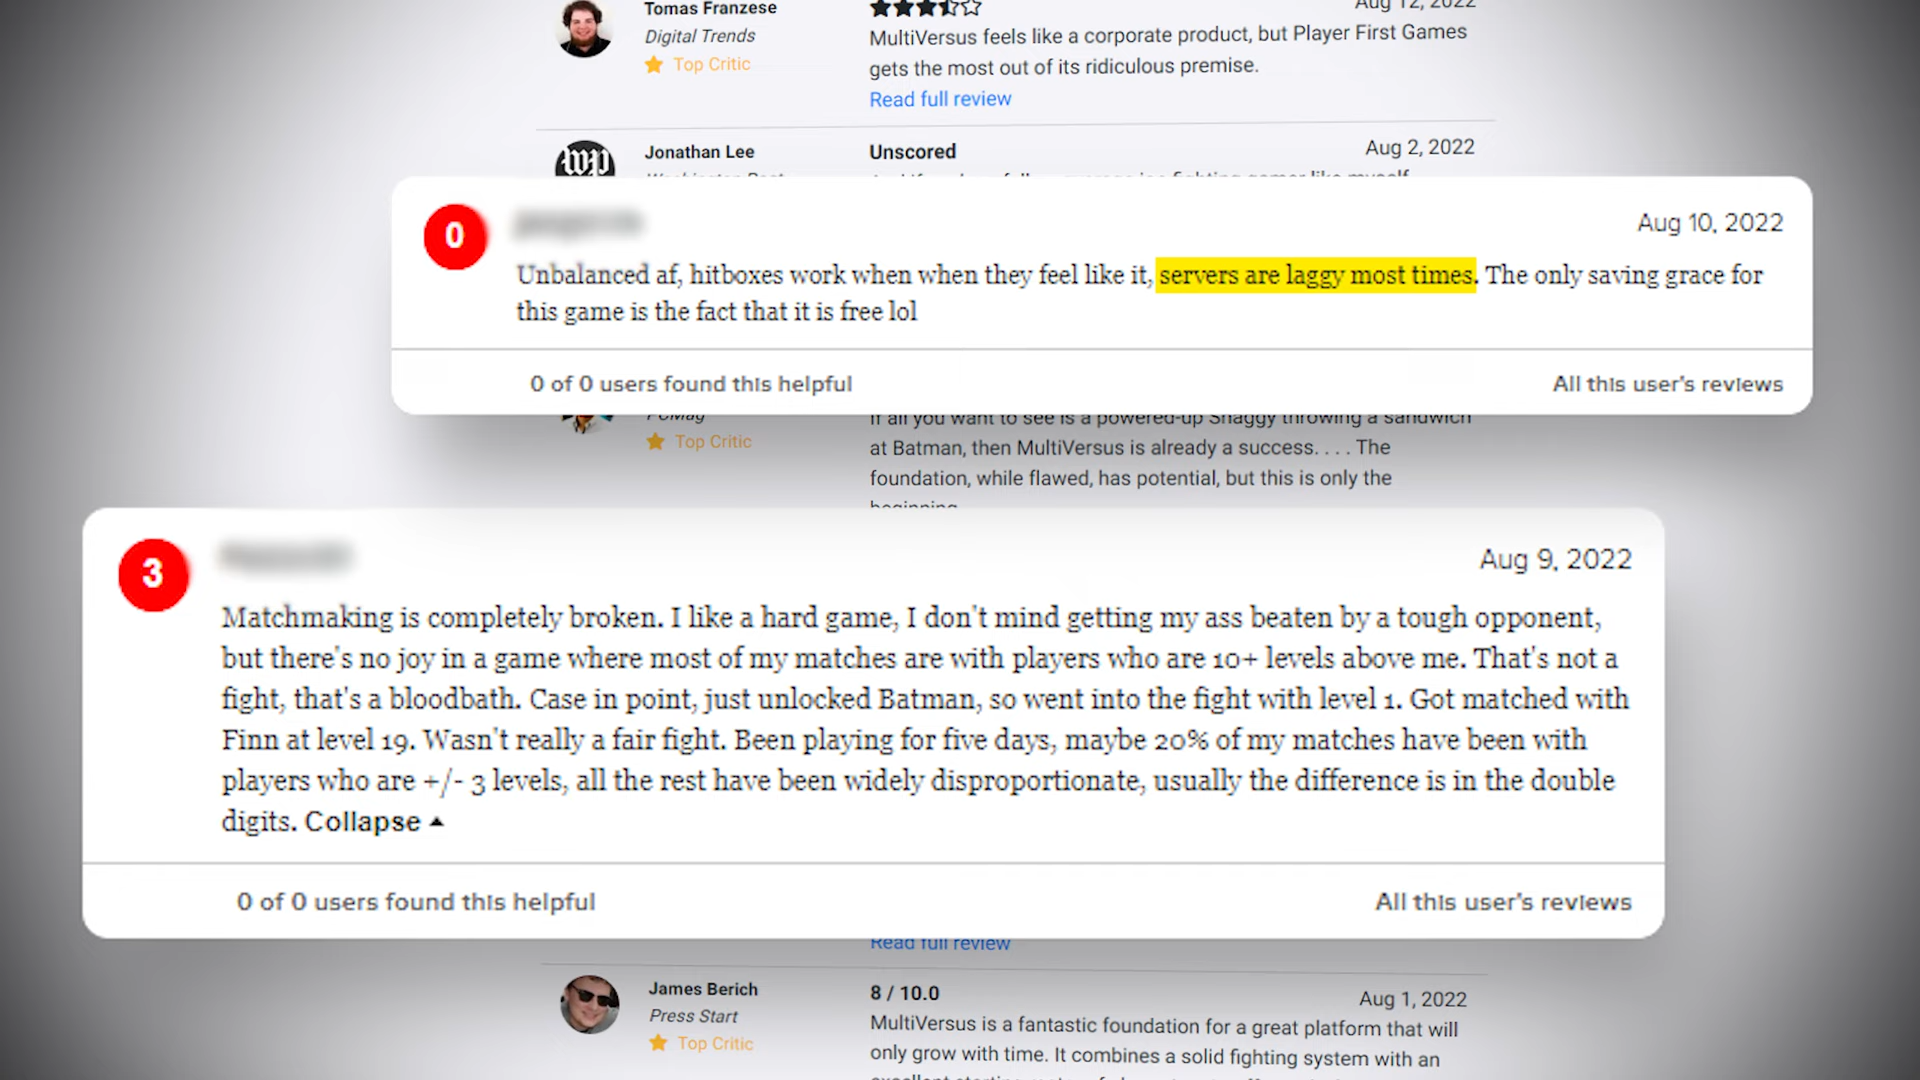 Tomas Franzese
Digital Trends
Top Critic
Aug 12, 2022
MultiVersus feels like a corporate product, but Player First Games
gets the most out of its ridiculous premise.
Read full review
Jonathan Lee
Unscored
Aug 2, 2022
0
Aug 10, 2022
Unbalanced af, hitboxes work when when they feel like it, servers are laggy most times. The only saving grace for
this game is the fact that it is free lol
0 of 0 users found this helpful
All this user's reviews
PCMag
Top Critic
If all you want to see is a powered-up Shaggy throwing a sandwich
at Batman, then MultiVersus is already a success. . . . The
foundation, while flawed, has potential, but this is only the
beginning.
3
Aug 9, 2022
Matchmaking is completely broken. I like a hard game, I don't mind getting my ass beaten by a tough opponent,
but there's no joy in a game where most of my matches are with players who are 10+ levels above me. That's not a
fight, that's a bloodbath. Case in point, just unlocked Batman, so went into the fight with level 1. Got matched with
Finn at level 19. Wasn't really a fair fight. Been playing for five days, maybe 20% of my matches have been with
players who are +/- 3 levels, all the rest have been widely disproportionate, usually the difference is in the double
digits. Collapse ▲
0 of 0 users found this helpful
All this user's reviews
Read full review
James Berich
Press Start
Top Critic
8 / 10.0
Aug 1, 2022
MultiVersus is a fantastic foundation for a great platform that will
only grow with time. It combines a solid fighting system with an